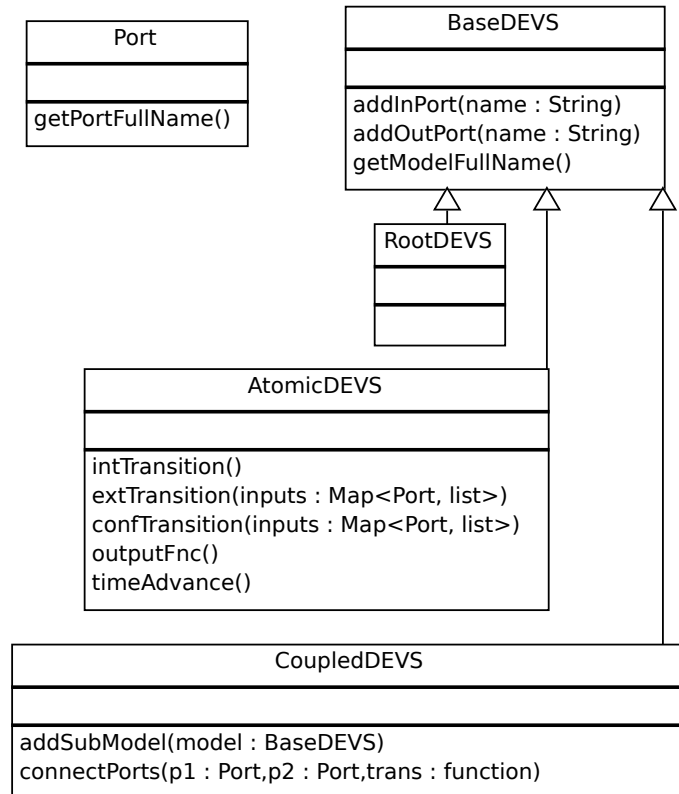 Port
getPortFullName()
BaseDEVS
addInPort(name : String)
addOutPort(name : String)
getModelFullName()
RootDEVS
AtomicDEVS
intTransition()
extTransition(inputs : Map<Port, list>)
confTransition(inputs : Map<Port, list>)
outputFnc()
timeAdvance()
CoupledDEVS
addSubModel(model : BaseDEVS)
connectPorts(p1 : Port,p2 : Port,trans : function)